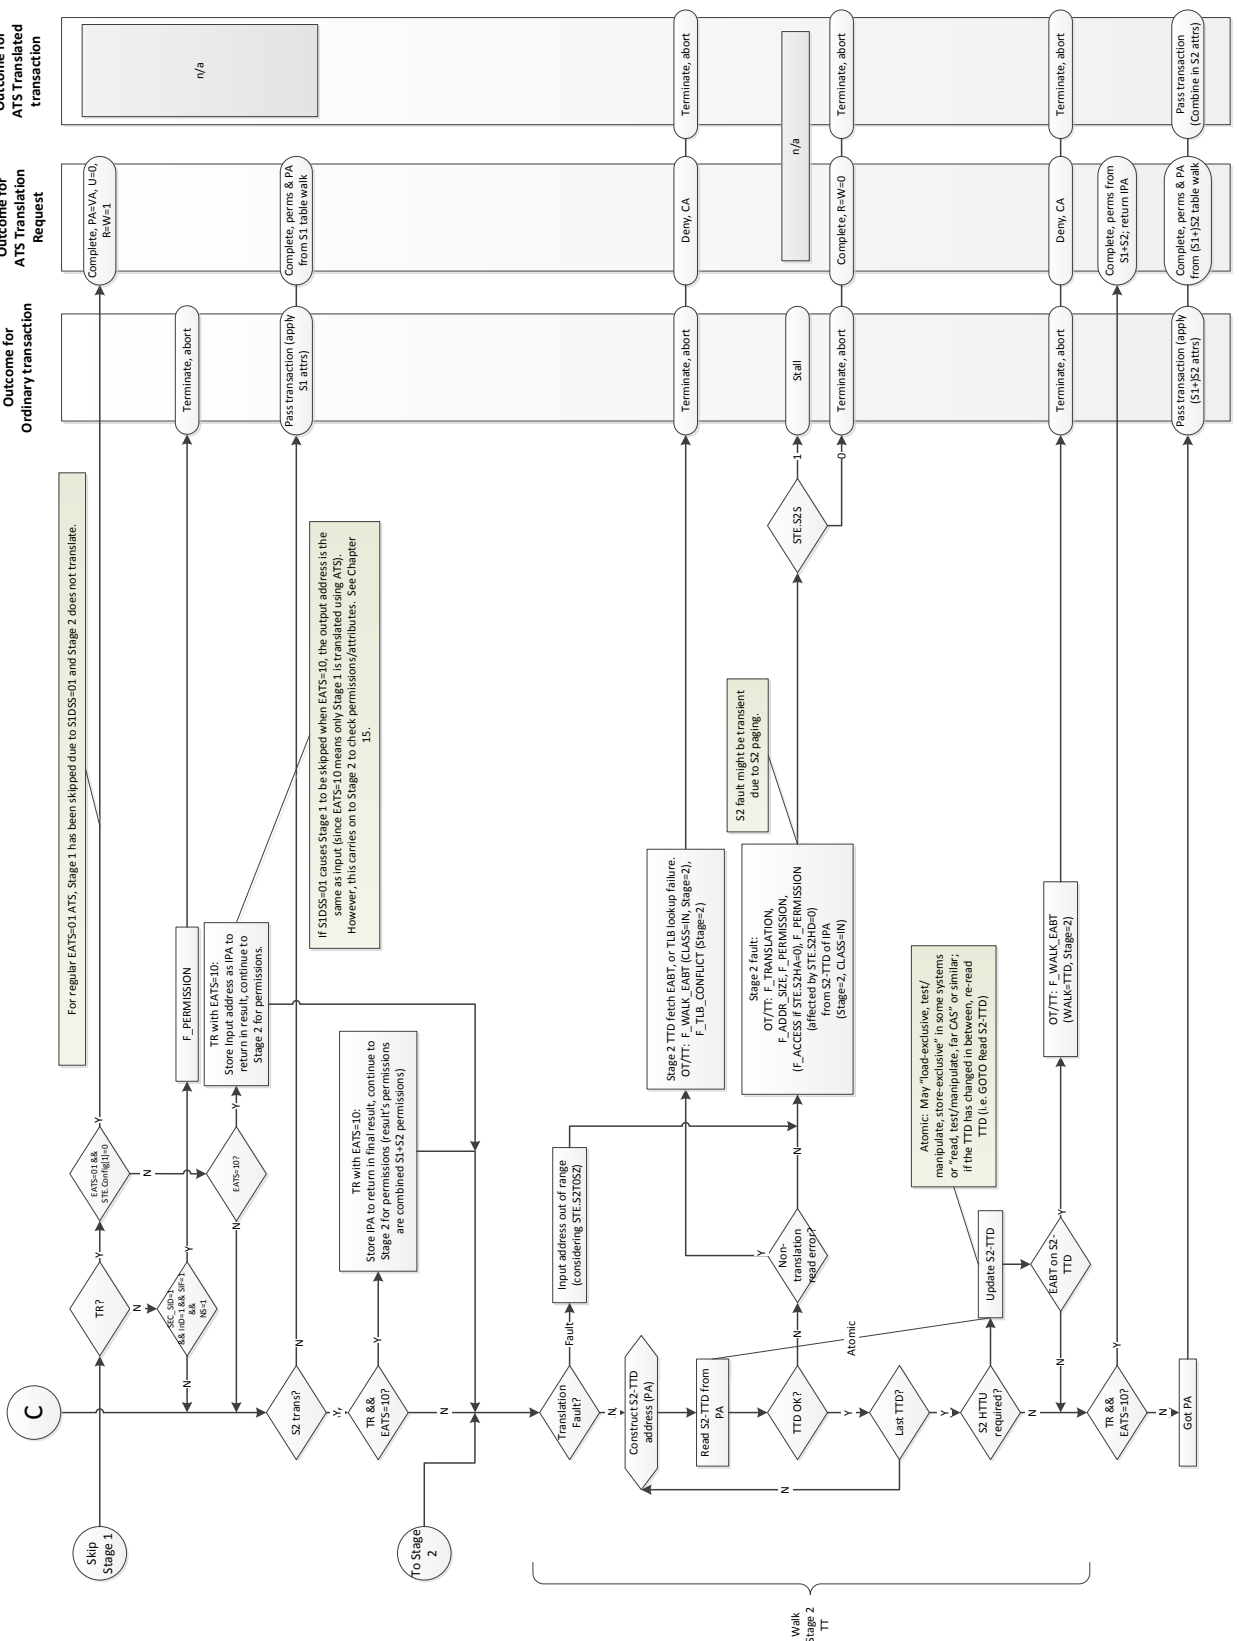 Outcome for
Ordinary transaction
Outcome for
ATS Translation
Request
Outcome for
ATS Translated
transaction
C
Skip
Stage 1
TR?
Y
N
EATS=01 &&
STE.Config[1]=0
Y
N
For regular EATS=01 ATS, Stage 1 has been skipped due to S1DSS=01 and Stage 2 does not translate.
Complete, PA=VA, U=0,
R=W=1
n/a
SEC_SID=1
&& InD=1 && SIF=1
&&
NS=1
Y
N
F_PERMISSION
Terminate, abort
EATS=10?
Y
N
TR with EATS=10:
Store Input address as IPA to
return in result, continue to
Stage 2 for permissions.
If S1DSS=01 causes Stage 1 to be skipped when EATS=10, the output address is the
same as input (since EATS=10 means only Stage 1 is translated using ATS).
However, this carries on to Stage 2 to check permissions/attributes. See Chapter
15.
S2 trans?
N
Y
Pass transaction (apply
S1 attrs)
Complete, perms & PA
from S1 table walk
TR &&
EATS=10?
Y
N
TR with EATS=10:
Store IPA to return in final result, continue to
Stage 2 for permissions (result's permissions
are combined S1+S2 permissions)
To Stage
2
Walk
Stage 2
TT
Translation
Fault?
Fault
N
Input address out of range
(considering STE.S2T0SZ)
Construct S2-TTD
address (PA)
Read S2-TTD from
PA
Atomic
TTD OK?
N
Y
Non-
translation
read error?
Y
N
Stage 2 TTD fetch EABT, or TLB lookup failure.
OT/TT: F_WALK_EABT (CLASS=IN, Stage=2),
F_TLB_CONFLICT (Stage=2)
Terminate, abort
Deny, CA
Terminate, abort
Stage 2 fault:
OT/TT: F_TRANSLATION,
F_ADDR_SIZE, F_PERMISSION,
(F_ACCESS if STE.S2HA=0), F_PERMISSION
(affected by STE.S2HD=0)
from S2-TTD of IPA
(Stage=2, CLASS=IN)
S2 fault might be transient
due to S2 paging.
STE.S2S
1
0
Stall
n/a
Terminate, abort
Complete, R=W=0
Terminate, abort
Last TTD?
N
Y
S2 HTTU
required?
N
Update S2-TTD
Atomic: May "load-exclusive, test/
manipulate, store-exclusive" in some systems
or "read, test/manipulate, far CAS" or similar;
if the TTD has changed in between, re-read
TTD (i.e. GOTO Read S2-TTD)
EABT on S2-
TTD
Y
N
OT/TT: F_WALK_EABT
(WALK=TTD, Stage=2)
Terminate, abort
Deny, CA
Terminate, abort
TR &&
EATS=10?
Y
N
Complete, perms from
S1+S2; return IPA
Got PA
Pass transaction (apply
(S1+)S2 attrs)
Complete, perms & PA
from (S1+)S2 table walk
Pass transaction
(Combine in S2 attrs)